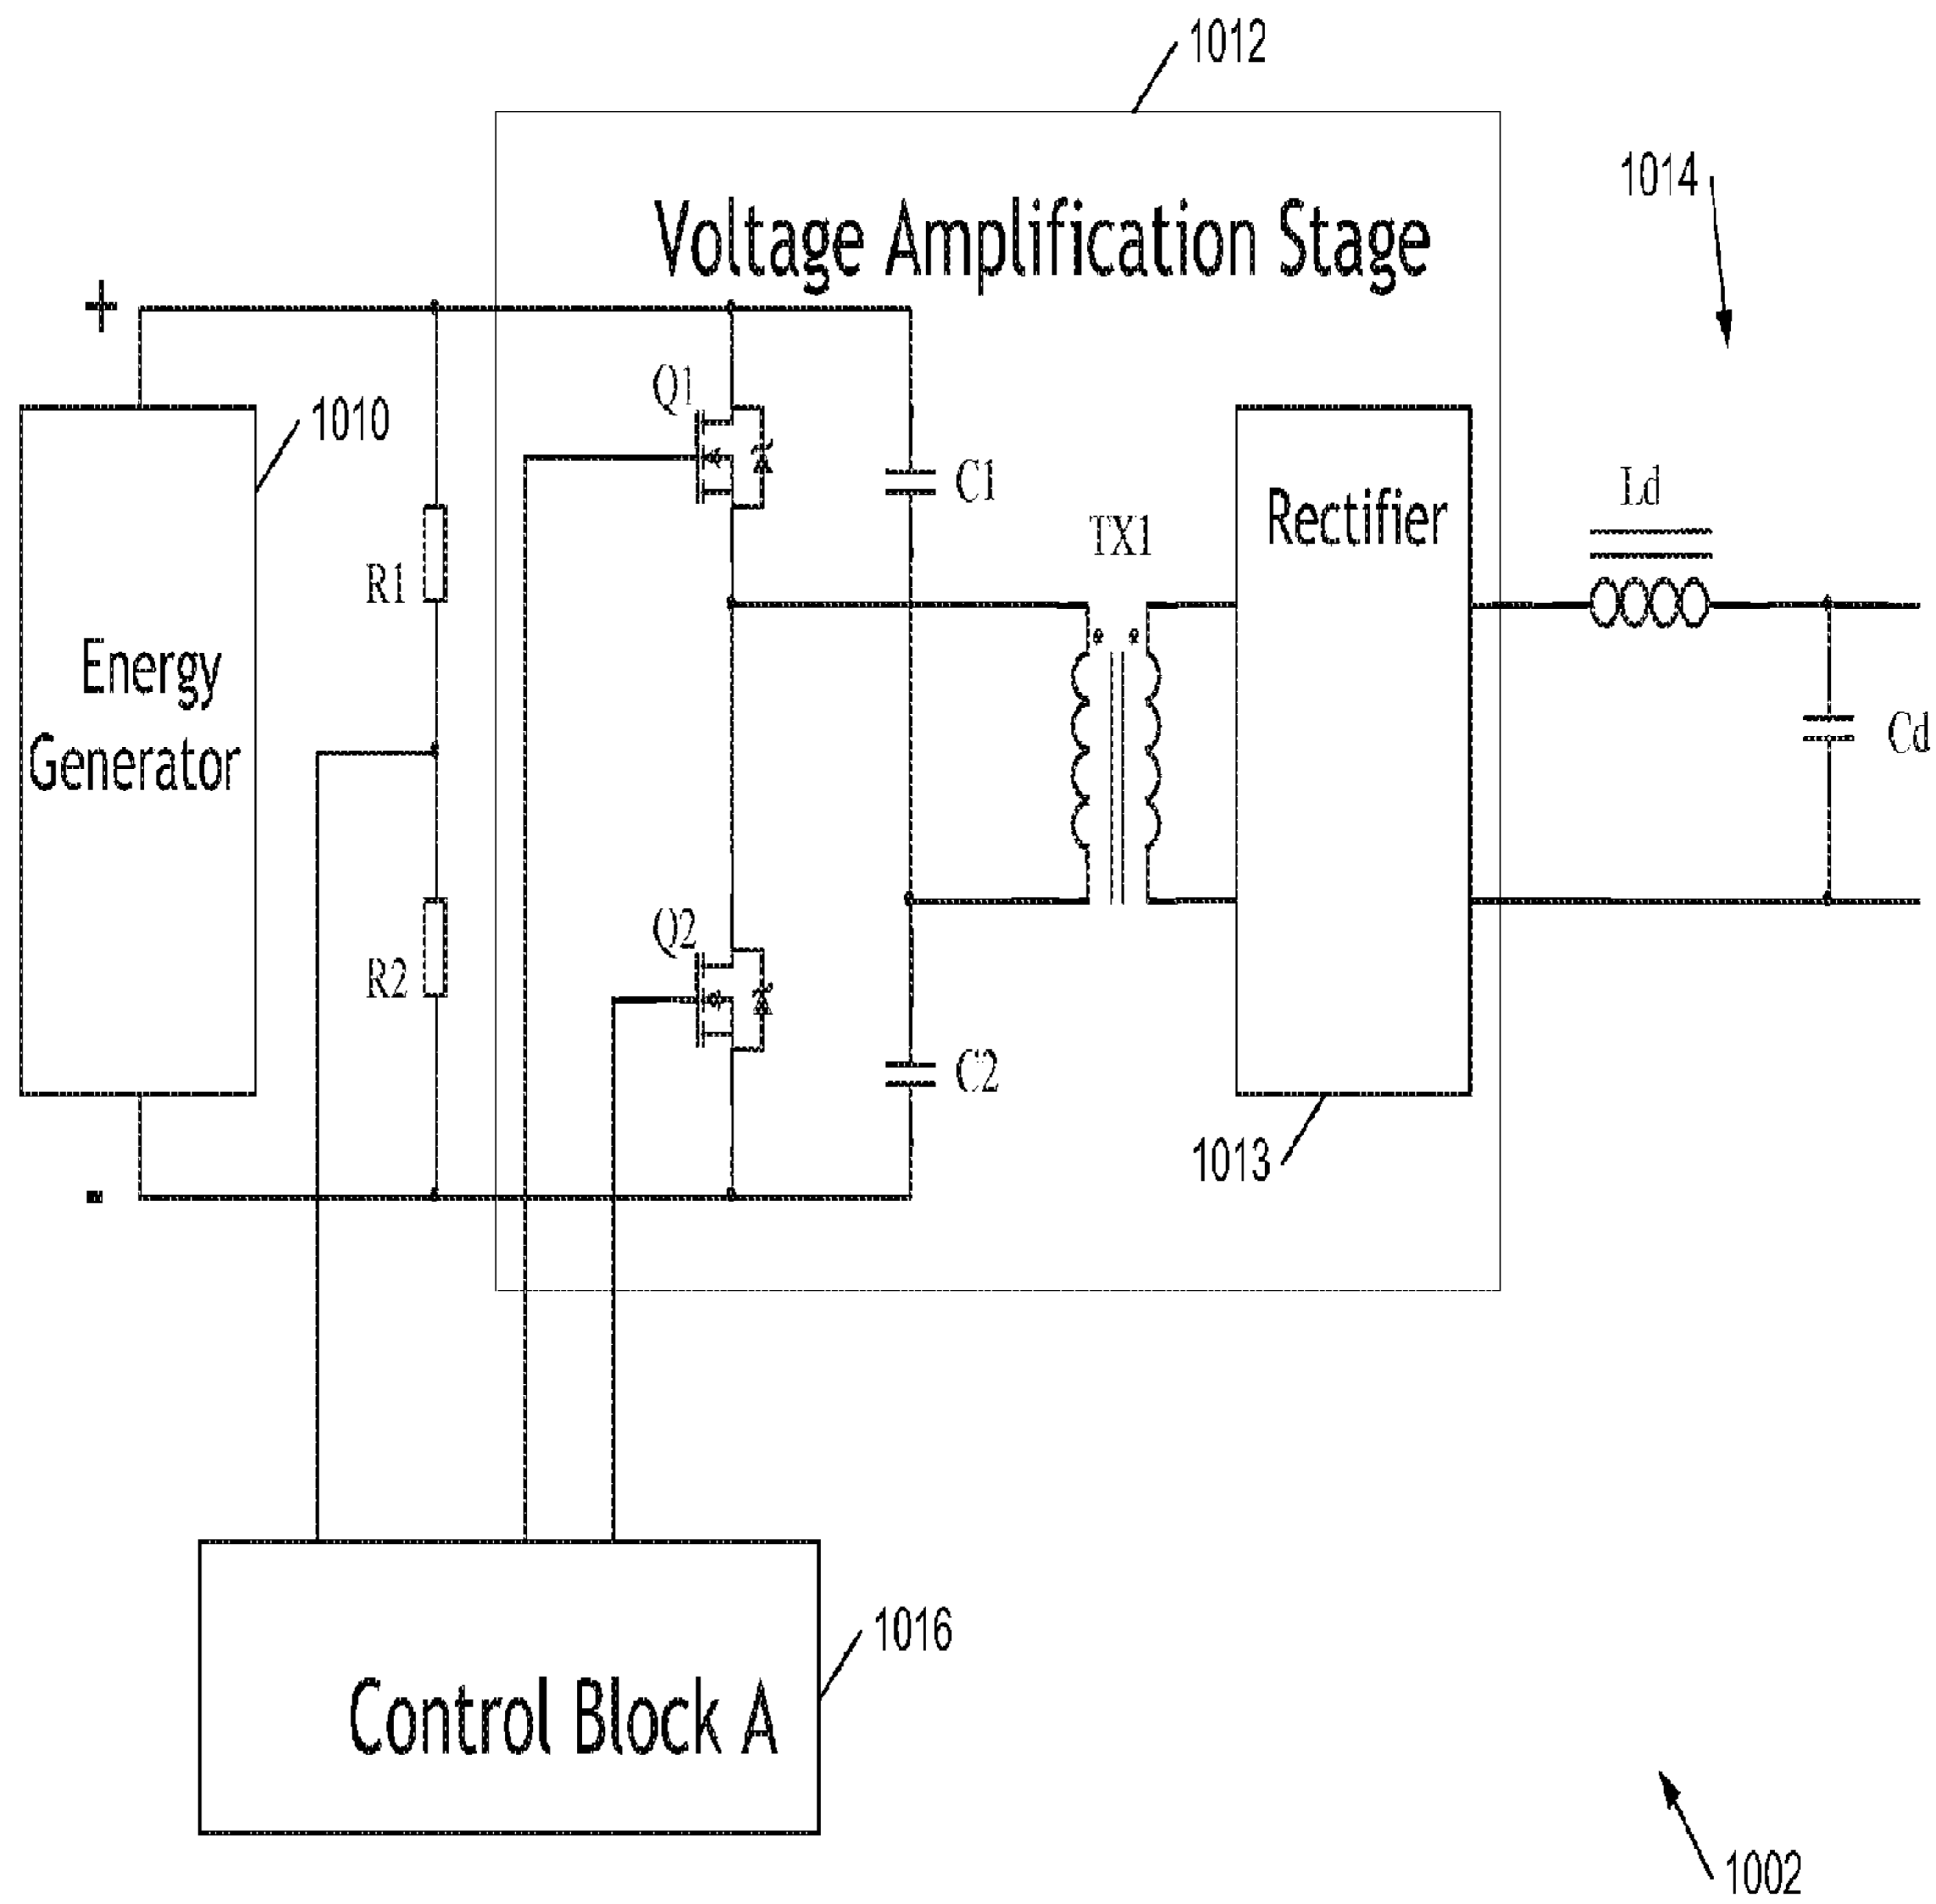 1012
1014
Voltage Amplification Stage
+
Q1
1010
C1
Ld
TX1
Rectifier
R1
Energy
Generator
Cd
Q2
R2
C2
1013
-
1016
Control Block A
1002